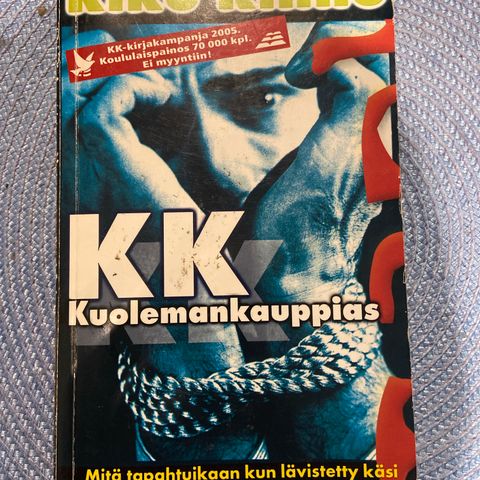 KK-kirjakampanja 2005.
Koululaispainos 70 000 kpl.
Ei myyntiin!
KK
Kuolemankauppias
Mitä tapahtuikaan kun lävistetty käsi